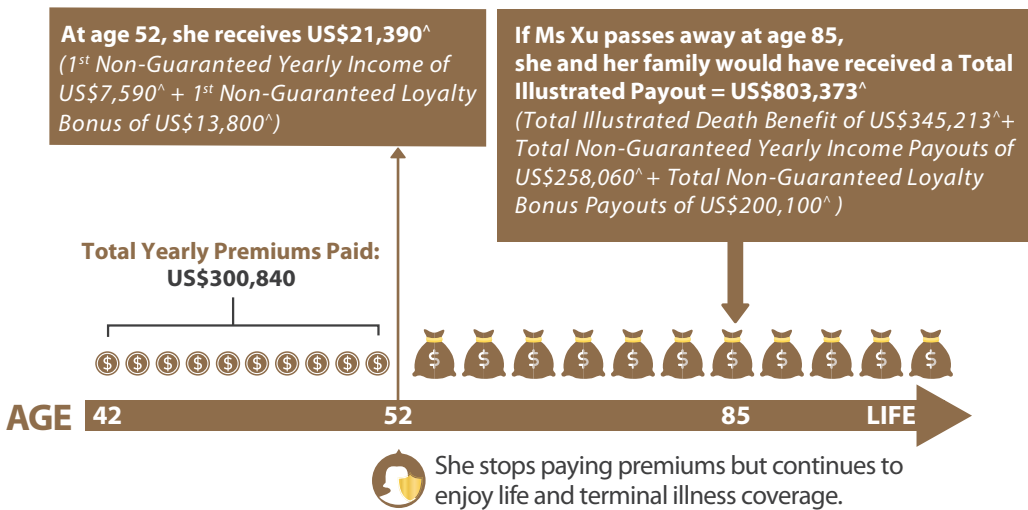 At age 52, she receives US$21,390^
(1st Non-Guaranteed Yearly Income of
US$7,590^ + 1st Non-Guaranteed Loyalty
Bonus of US$13,800^)
If Ms Xu passes away at age 85,
she and her family would have received a Total
Illustrated Payout = US$803,373^
(Total Illustrated Death Benefit of US$345,213^+
Total Non-Guaranteed Yearly Income Payouts of
US$258,060^ + Total Non-Guaranteed Loyalty
Bonus Payouts of US$200,100^ )
Total Yearly Premiums Paid:
US$300,840
$ $ $ $ $ $ $ $ $ $ $ $ $ $ $ $ $ $ $ $ $
AGE 42 52 85 LIFE
She stops paying premiums but continues to
enjoy life and terminal illness coverage.